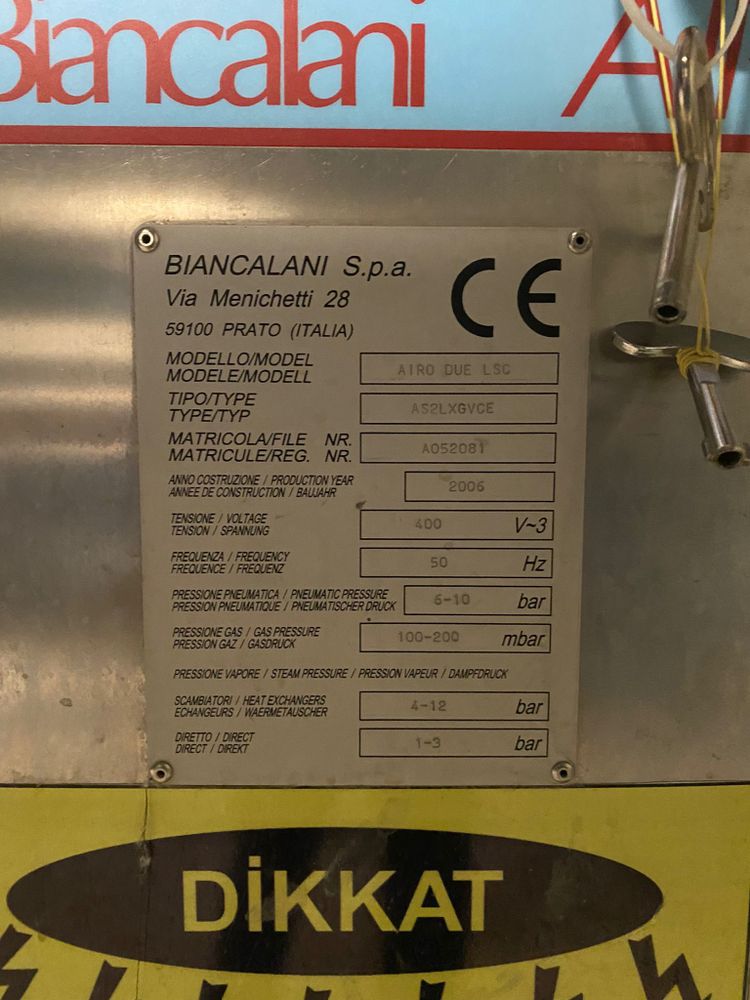 Biancalani AI
BIANCALANI S.p.a.
Via Menichetti 28
59100 PRATO (ITALIA)
CE
MODELLO/MODEL
MODELE/MODELL
AIRO DUE LSC
TIPO/TYPE
TYPE/TYP
AS2LXGVCE
MATRICOLA/FILE NR.
MATRICULE/REG. NR.
A052081
ANNO COSTRUZIONE / PRODUCTION YEAR
ANNEE DE CONSTRUCTION / BAUJAHR
2006
TENSIONE / VOLTAGE
TENSION / SPANNUNG
400 V~3
FREQUENZA / FREQUENCY
FREQUENCE / FREQUENZ
50 Hz
PRESSIONE PNEUMATICA / PNEUMATIC PRESSURE
PRESSION PNEUMATIQUE / PNEUMATISCHER DRUCK
6-10 bar
PRESSIONE GAS / GAS PRESSURE
PRESSION GAZ / GASDRUCK
100-200 mbar
PRESSIONE VAPORE / STEAM PRESSURE / PRESSION VAPEUR / DAMPFDRUCK
SCAMBIATORI / HEAT EXCHANGERS
ECHANGEURS / WAERMETAUSCHER
4-12 bar
DIRETTO / DIRECT
DIRECT / DIREKT
1-3 bar
DİKKAT